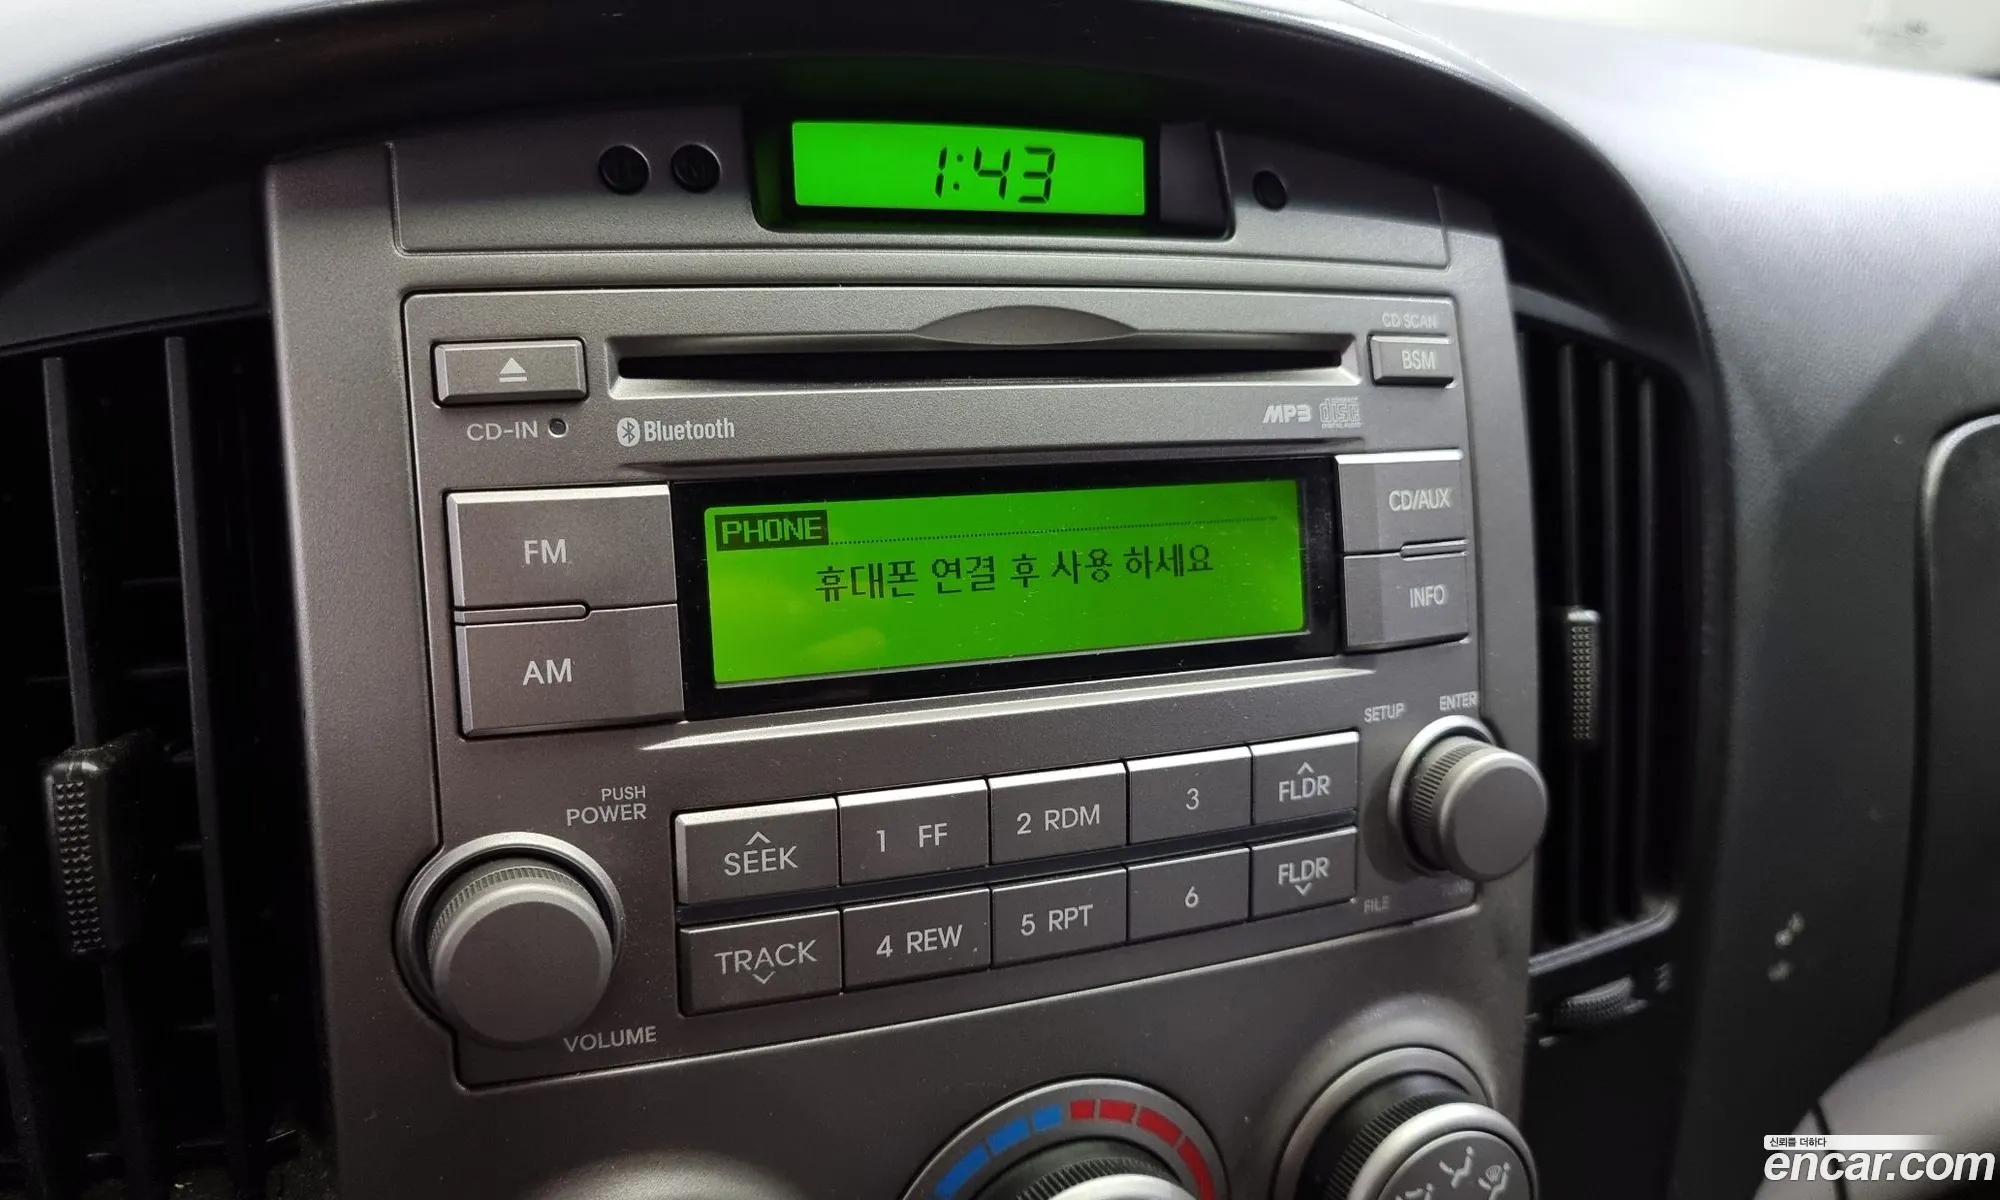 1:43
CD SCAN
BSM
CD-IN
Bluetooth
MP3
disc
PHONE
휴대폰 연결 후 사용 하세요
FM
AM
CD/AUX
INFO
SETUP
ENTER
PUSH
POWER
VOLUME
SEEK
1 FF
2 RDM
3
FLDR
TRACK
4 REW
5 RPT
6
FLDR
FILE
신뢰를 더하다
encar.com